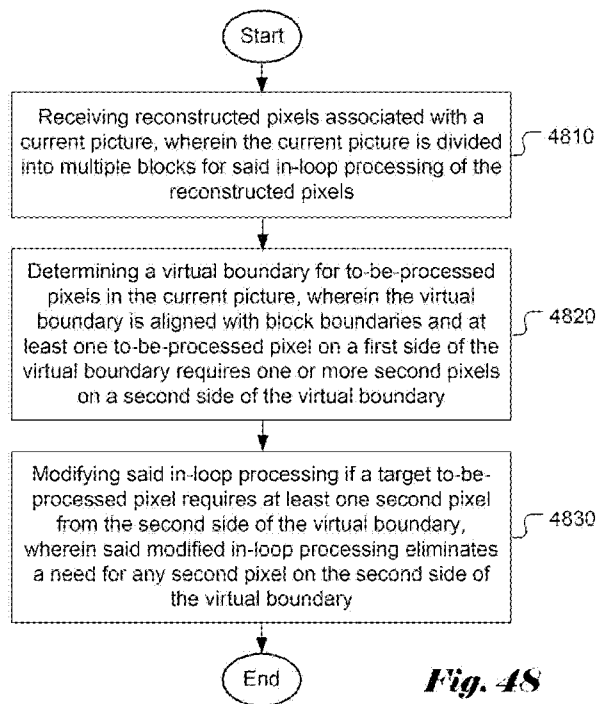 Start
Receiving reconstructed pixels associated with a
current picture, wherein the current picture is divided
into multiple blocks for said in-loop processing of the
reconstructed pixels
4810
Determining a virtual boundary for to-be-processed
pixels in the current picture, wherein the virtual
boundary is aligned with block boundaries and at
least one to-be-processed pixel on a first side of the
virtual boundary requires one or more second pixels
on a second side of the virtual boundary
4820
Modifying said in-loop processing if a target to-be-
processed pixel requires at least one second pixel
from the second side of the virtual boundary,
wherein said modified in-loop processing eliminates
a need for any second pixel on the second side of
the virtual boundary
4830
End
Fig. 48